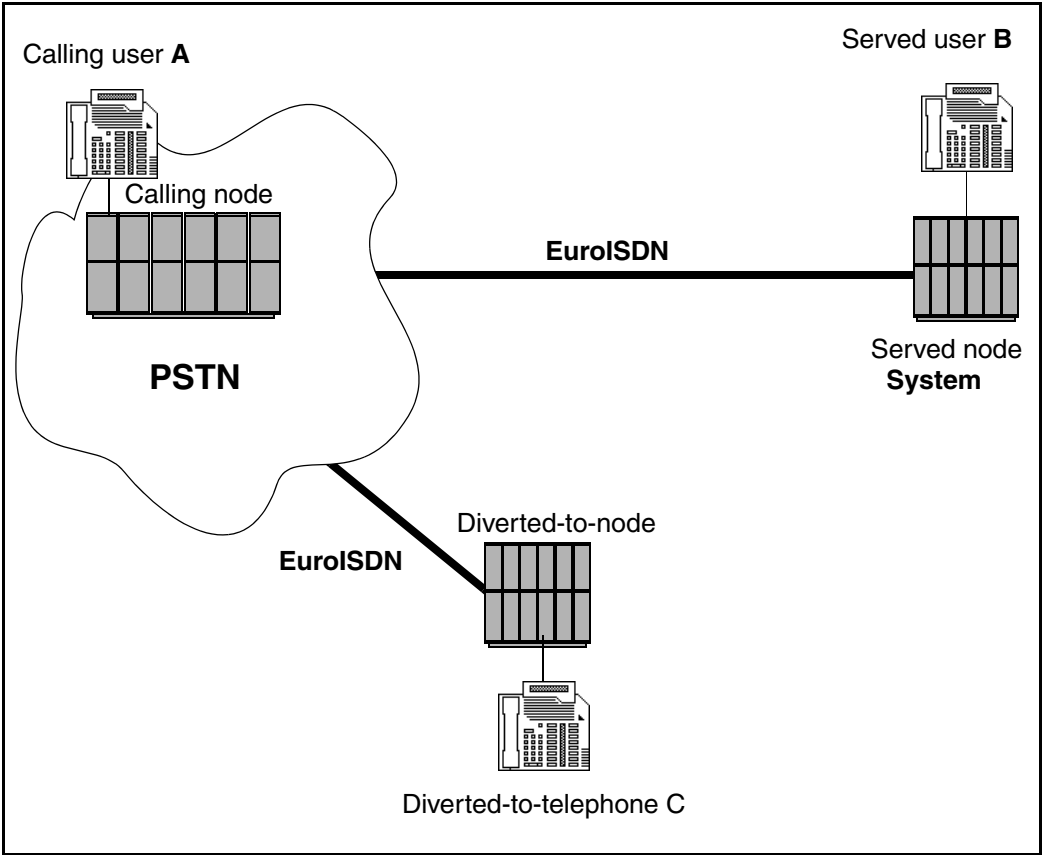 Calling user A
Served user B
Calling node
EuroISDN
PSTN
Served node
System
Diverted-to-node
EuroISDN
Diverted-to-telephone C